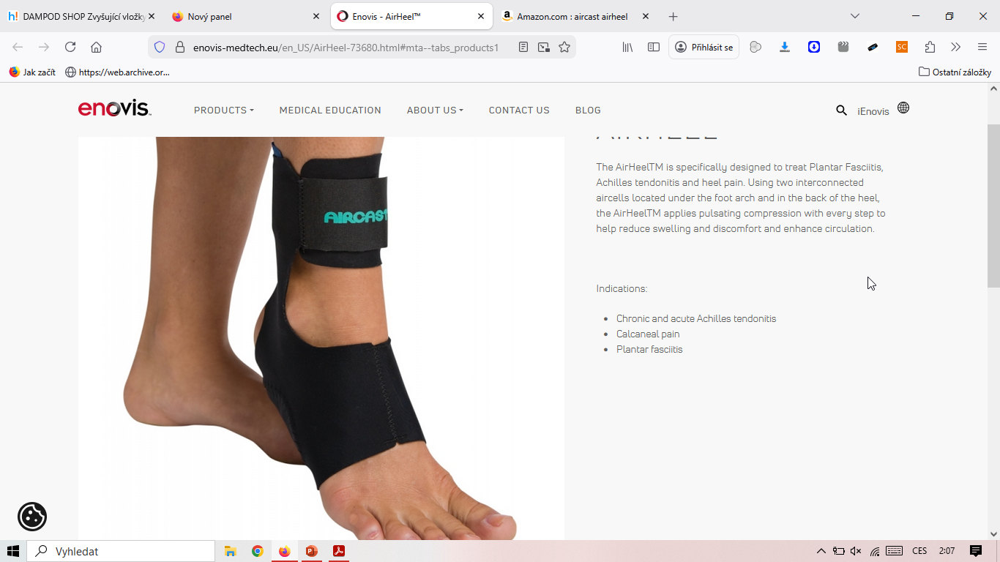 DAMPOD SHOP Zvyšující vložky
Nový panel
Enovis - AirHeel™
Amazon.com : aircast airheel
enovis-medtech.eu/en_US/AirHeel-73680.html#mta--tabs_products1
Přihlásit se
SC
Jak začít
https://web.archive.or...
Ostatní záložky
enovis
PRODUCTS
MEDICAL EDUCATION
ABOUT US
CONTACT US
BLOG
iEnovis
AIRHEEL
The AirHeelTM is specifically designed to treat Plantar Fasciitis,
Achilles tendonitis and heel pain. Using two interconnected
aircells located under the foot arch and in the back of the heel,
the AirHeelTM applies pulsating compression with every step to
help reduce swelling and discomfort and enhance circulation.
AIRCAST
Indications:
Chronic and acute Achilles tendonitis
Calcaneal pain
Plantar fasciitis
Vyhledat
CES
2:07